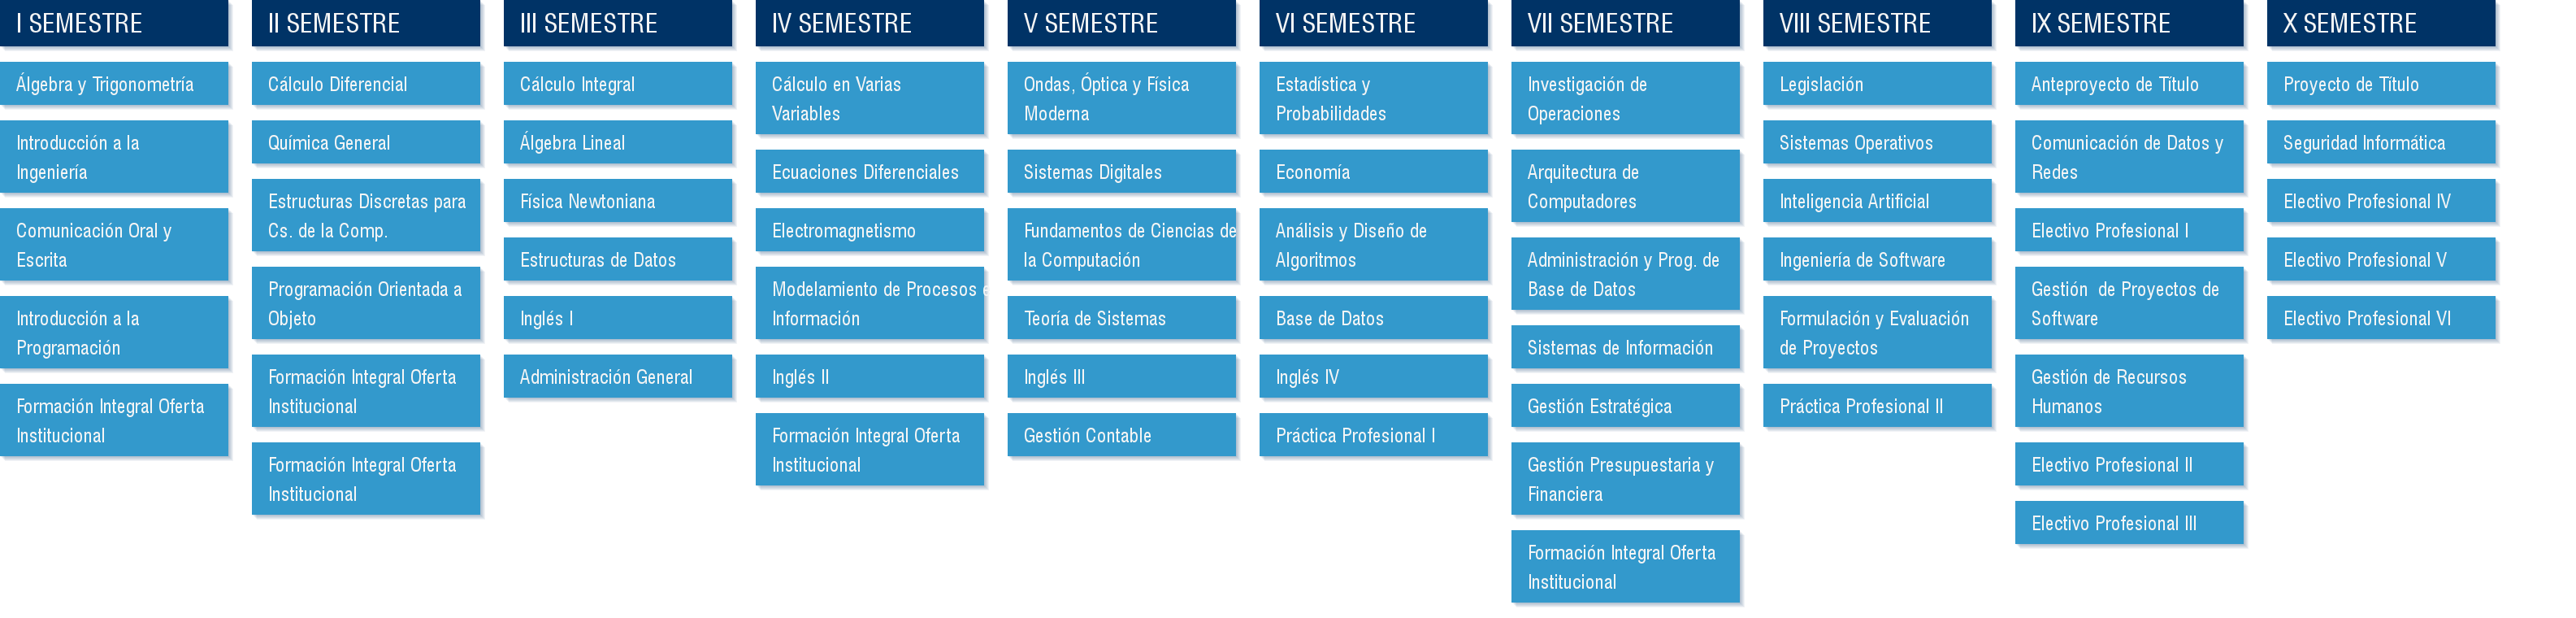 I SEMESTRE
Álgebra y Trigonometría
Introducción a la
Ingeniería
Comunicación Oral y
Escrita
Introducción a la
Programación
Formación Integral Oferta
Institucional
II SEMESTRE
Cálculo Diferencial
Química General
Estructuras Discretas para
Cs. de la Comp.
Programación Orientada a
Objeto
Formación Integral Oferta
Institucional
Formación Integral Oferta
Institucional
III SEMESTRE
Cálculo Integral
Álgebra Lineal
Física Newtoniana
Estructuras de Datos
Inglés I
Administración General
IV SEMESTRE
Cálculo en Varias
Variables
Ecuaciones Diferenciales
Electromagnetismo
Modelamiento de Procesos e
Información
Inglés II
Formación Integral Oferta
Institucional
V SEMESTRE
Ondas, Óptica y Física
Moderna
Sistemas Digitales
Fundamentos de Ciencias de
la Computación
Teoría de Sistemas
Inglés III
Gestión Contable
VI SEMESTRE
Estadística y
Probabilidades
Economía
Análisis y Diseño de
Algoritmos
Base de Datos
Inglés IV
Práctica Profesional I
VII SEMESTRE
Investigación de
Operaciones
Arquitectura de
Computadores
Administración y Prog. de
Base de Datos
Sistemas de Información
Gestión Estratégica
Gestión Presupuestaria y
Financiera
Formación Integral Oferta
Institucional
VIII SEMESTRE
Legislación
Sistemas Operativos
Inteligencia Artificial
Ingeniería de Software
Formulación y Evaluación
de Proyectos
Práctica Profesional II
IX SEMESTRE
Anteproyecto de Título
Comunicación de Datos y
Redes
Electivo Profesional I
Gestión  de Proyectos de
Software
Gestión de Recursos
Humanos
Electivo Profesional II
Electivo Profesional III
X SEMESTRE
Proyecto de Título
Seguridad Informática
Electivo Profesional IV
Electivo Profesional V
Electivo Profesional VI